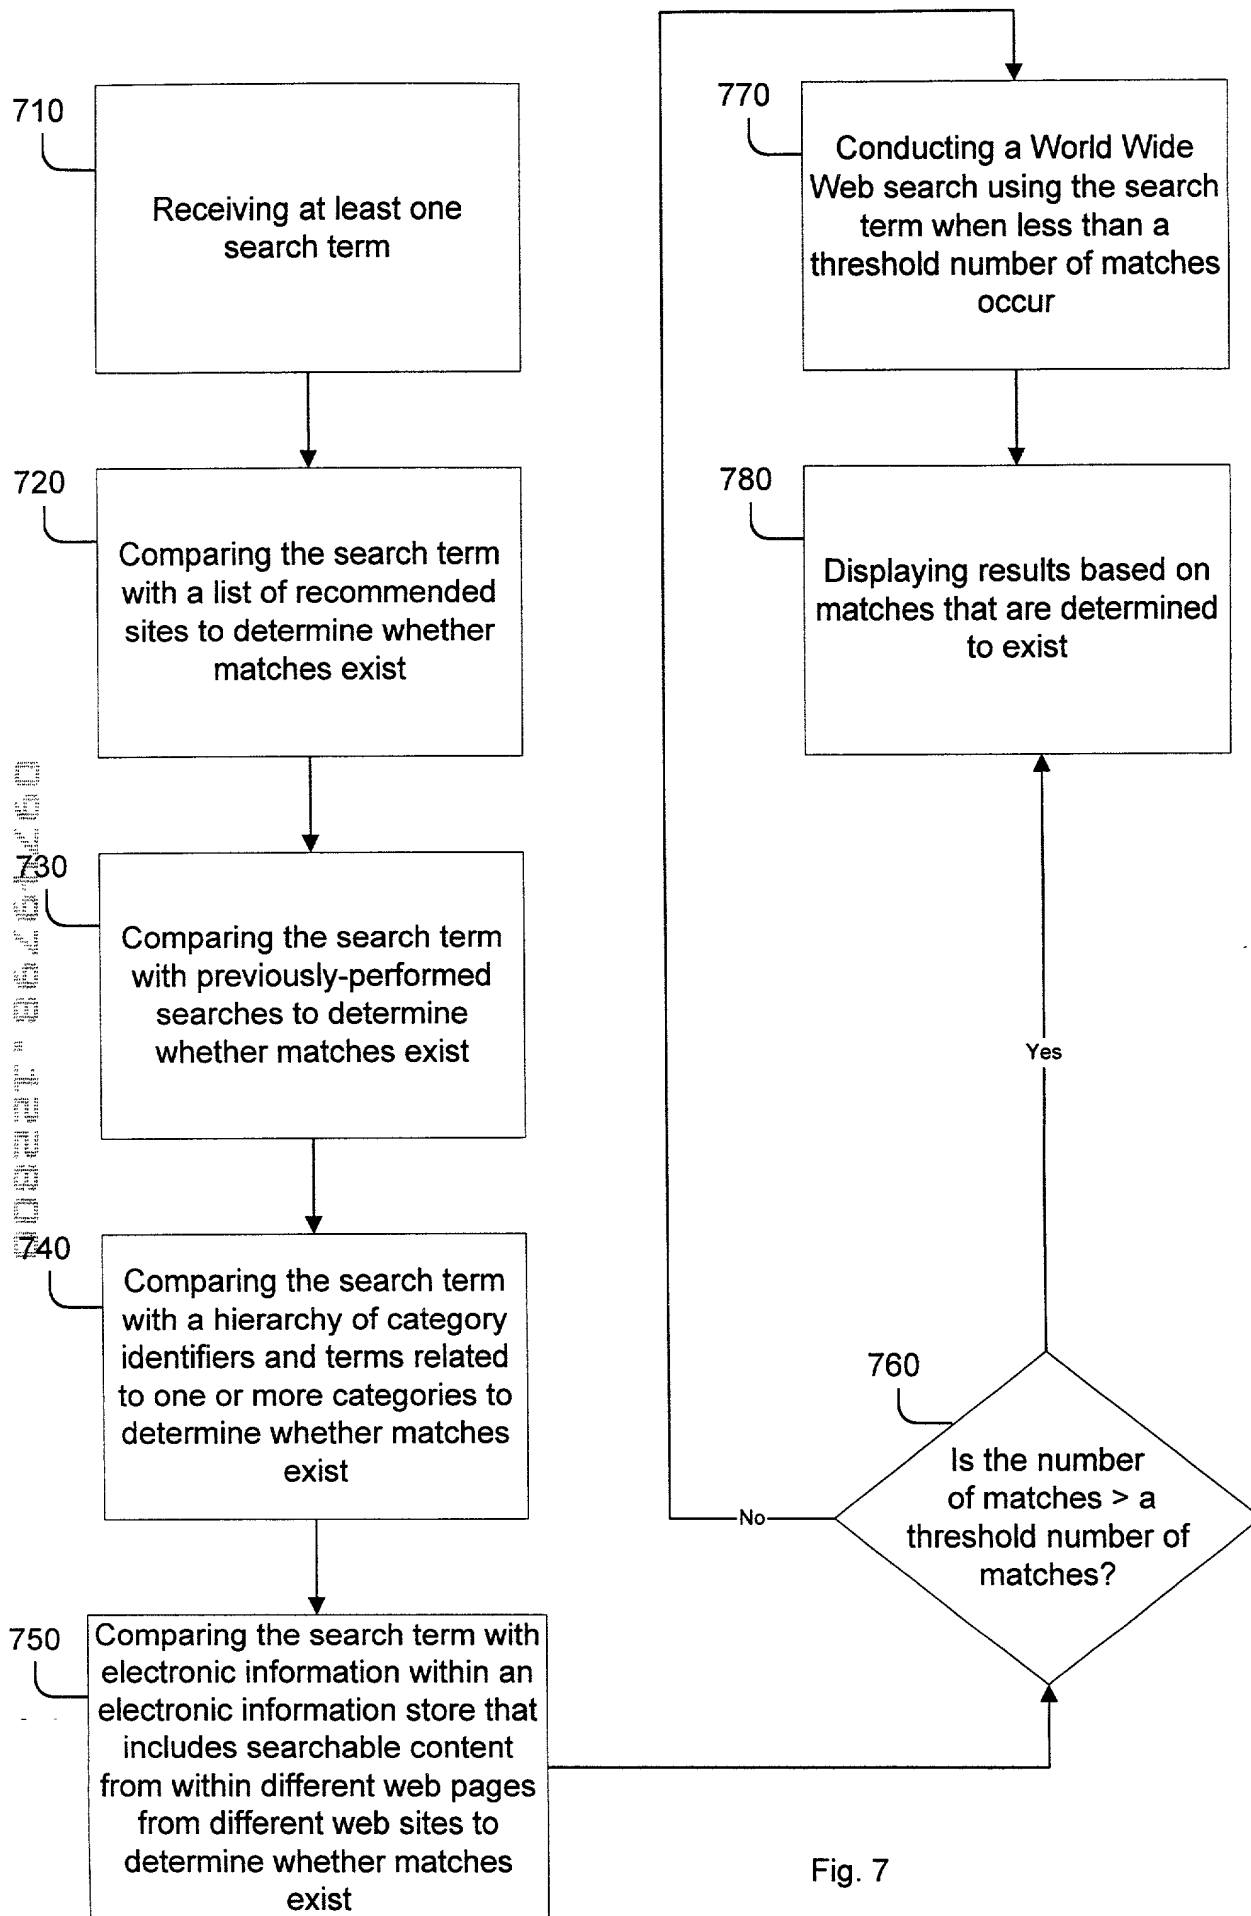 710
Receiving at least one
search term
720
Comparing the search term
with a list of recommended
sites to determine whether
matches exist
730
Comparing the search term
with previously-performed
searches to determine
whether matches exist
740
Comparing the search term
with a hierarchy of category
identifiers and terms related
to one or more categories to
determine whether matches
exist
750
Comparing the search term with
electronic information within an
electronic information store that
includes searchable content
from within different web pages
from different web sites to
determine whether matches
exist
760
Is the number
of matches > a
threshold number of
matches?
Yes
No
770
Conducting a World Wide
Web search using the search
term when less than a
threshold number of matches
occur
780
Displaying results based on
matches that are determined
to exist
Fig. 7